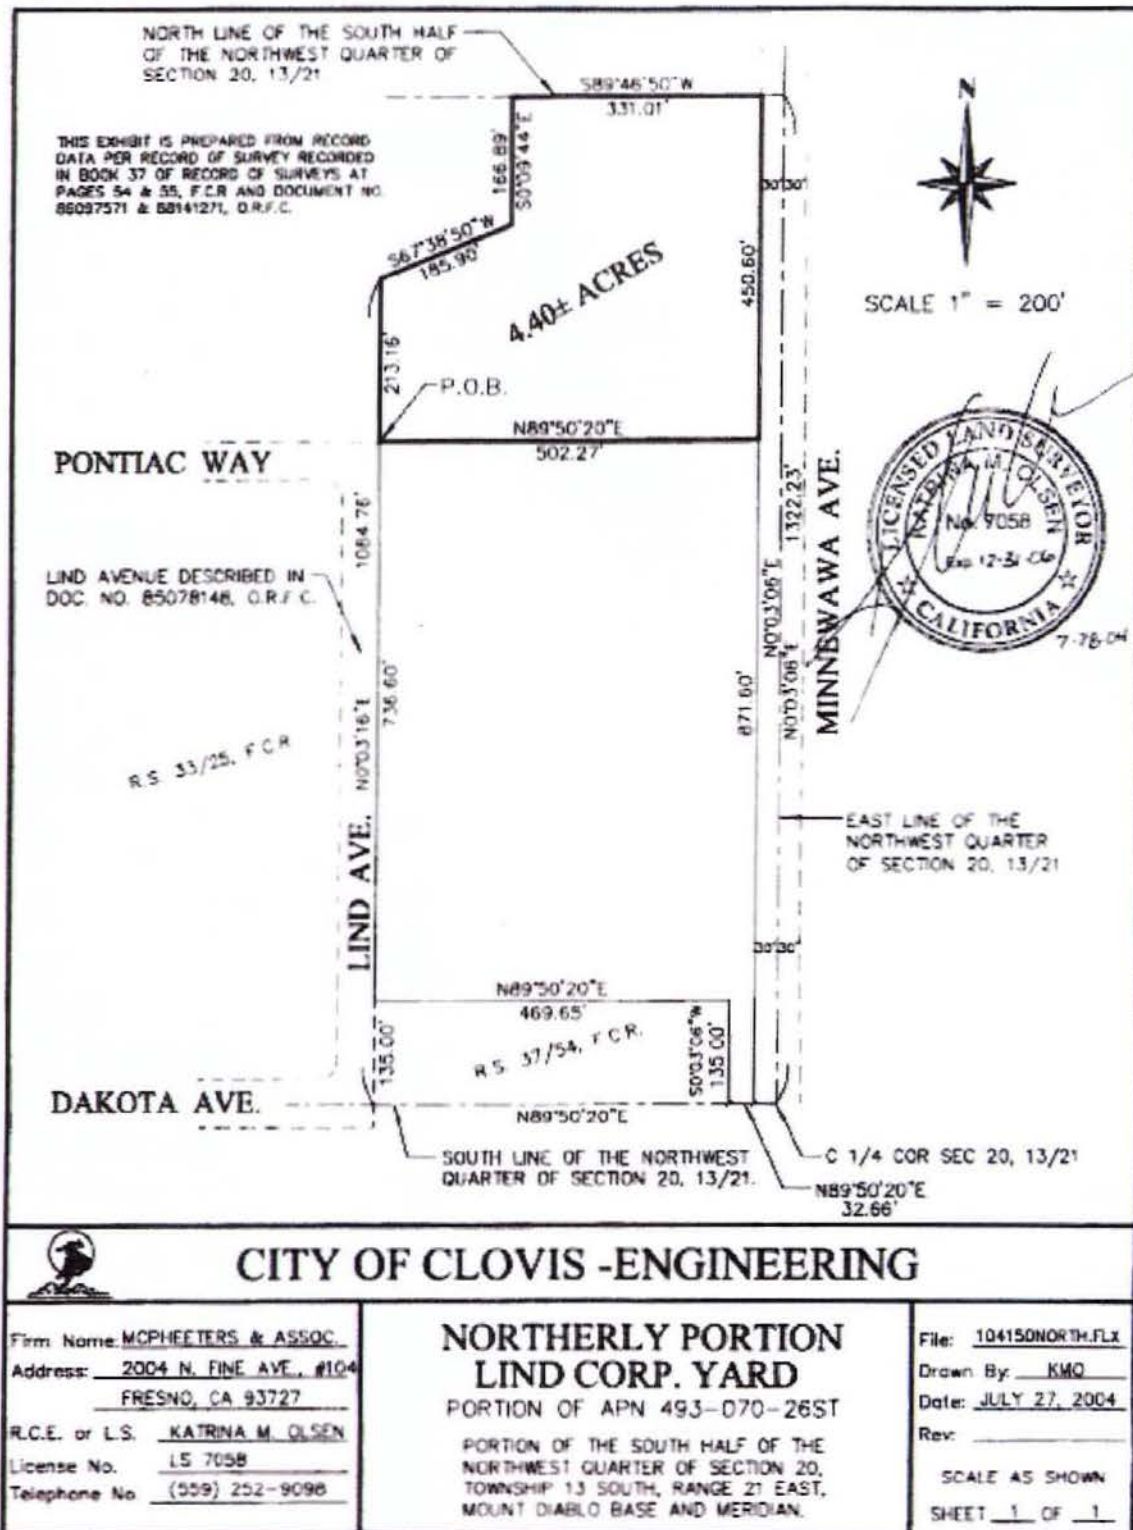 NORTH LINE OF THE SOUTH HALF
OF THE NORTHWEST QUARTER OF
SECTION 20, 13/21
S89°46'50"W
331.01'
N
THIS EXHIBIT IS PREPARED FROM RECORD
DATA PER RECORD OF SURVEY RECORDED
IN BOOK 37 OF RECORD OF SURVEYS AT
PAGES 54 & 55, F.C.R AND DOCUMENT NO.
86097571 & 88141271, O.R.F.C.
166.89'
S0°09'44"E
30' 30'
S67°38'50"W
185.90'
4.40± ACRES
450.60'
SCALE 1" = 200'
213.16'
P.O.B.
N89°50'20"E
502.27'
PONTIAC WAY
1084.76'
1322.23'
MINNEWAWA AVE.
LICENSED LAND SURVEYOR
KATRINA M. OLSEN
No. 7058
Exp. 12-31-06
CALIFORNIA
7-28-04
LIND AVENUE DESCRIBED IN
DOC. NO. 85078148, O.R.F.C.
N0°03'06"E
N0°03'06"E
736.60'
871.60'
N0°03'16"E
R.S. 33/25, F.C.R
LIND AVE.
EAST LINE OF THE
NORTHWEST QUARTER
OF SECTION 20, 13/21
30' 30'
N89°50'20"E
469.65'
135.00'
R.S. 37/54, F.C.R.
S0°03'06"W
135.00'
DAKOTA AVE.
N89°50'20"E
SOUTH LINE OF THE NORTHWEST
QUARTER OF SECTION 20, 13/21.
C 1/4 COR SEC 20, 13/21
N89°50'20"E
32.66'
CITY OF CLOVIS -ENGINEERING
Firm Name: MCPHEETERS & ASSOC.
Address: 2004 N. FINE AVE., #104
FRESNO, CA 93727
R.C.E. or L.S. KATRINA M. OLSEN
License No. LS 7058
Telephone No (559) 252-9098
NORTHERLY PORTION
LIND CORP. YARD
PORTION OF APN 493-070-26ST
PORTION OF THE SOUTH HALF OF THE
NORTHWEST QUARTER OF SECTION 20,
TOWNSHIP 13 SOUTH, RANGE 21 EAST,
MOUNT DIABLO BASE AND MERIDIAN.
File: 104150NORTH.FLX
Drawn By: KMO
Date: JULY 27, 2004
Rev:
SCALE AS SHOWN
SHEET 1 OF 1